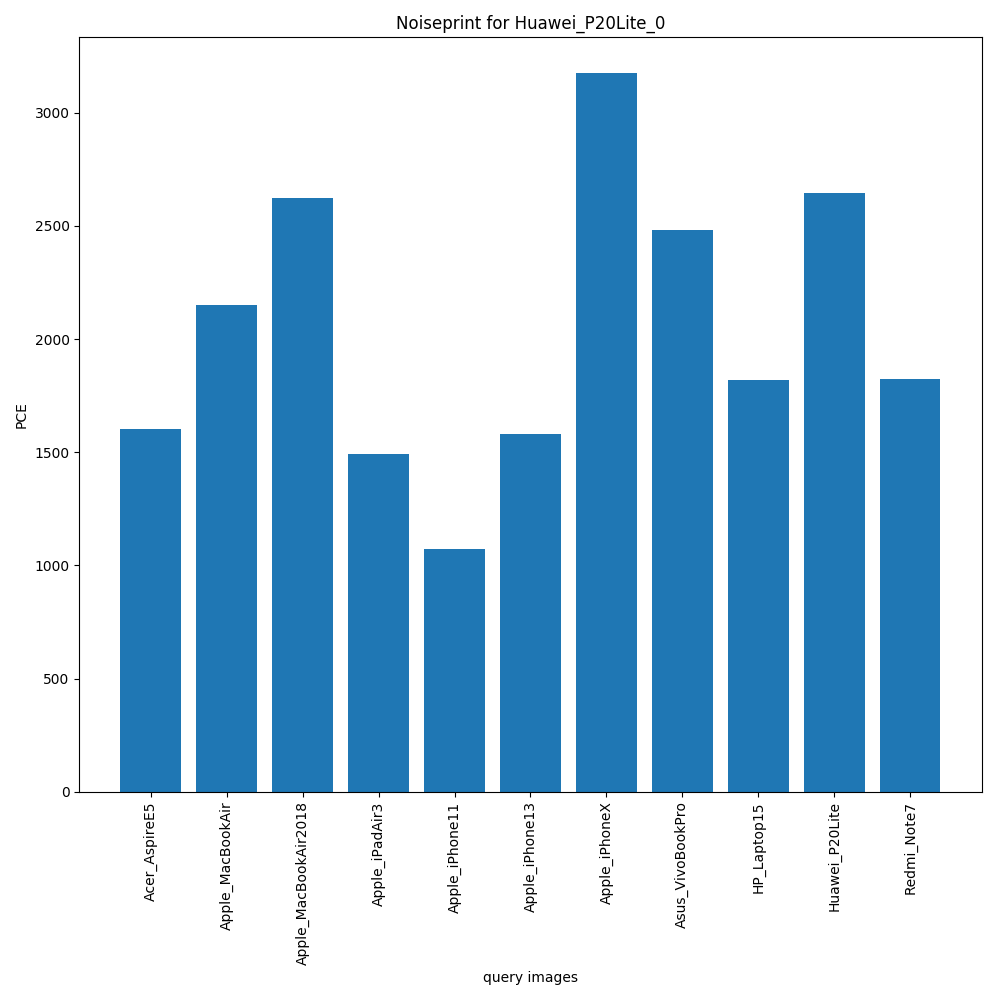 Noiseprint for Huawei_P20Lite_0
PCE
3000
2500
2000
1500
1000
500
0
Acer_AspireE5
Apple_MacBookAir
Apple_MacBookAir2018
Apple_iPadAir3
Apple_iPhone11
Apple_iPhone13
Apple_iPhoneX
Asus_VivoBookPro
HP_Laptop15
Huawei_P20Lite
Redmi_Note7
query images